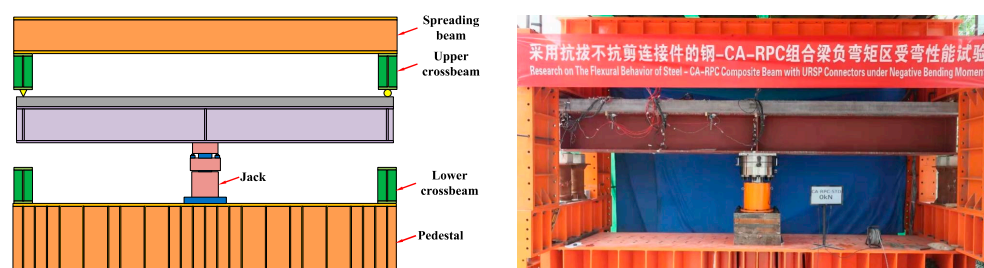 Spreading
beam
Upper
crossbeam
Jack
Lower
crossbeam
Pedestal
采用抗拔不抗剪连接件的钢-CA-RPC组合梁负弯矩区受弯性能试验
Research on The Flexural Behavior of Steel-CA-RPC Composite Beam with URSP Connectors under Negative Bending Moment
0kN